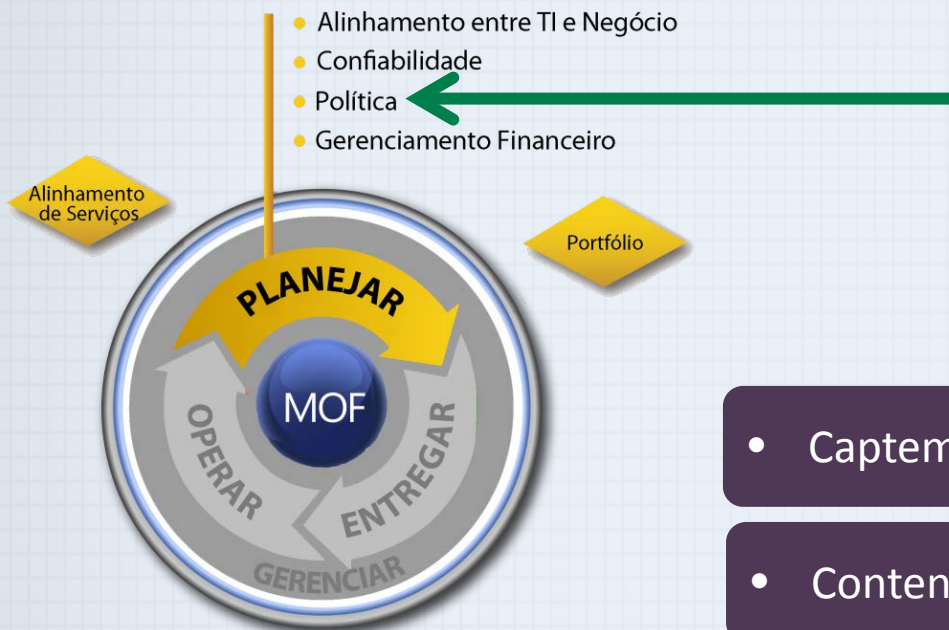 Alinhamento entre TI e Negócio
Confiabilidade
Política
Gerenciamento Financeiro
Alinhamento
de Serviços
Portfólio
PLANEJAR
MOF
OPERAR
ENTREGAR
GERENCIAR
• Captem
• Conten